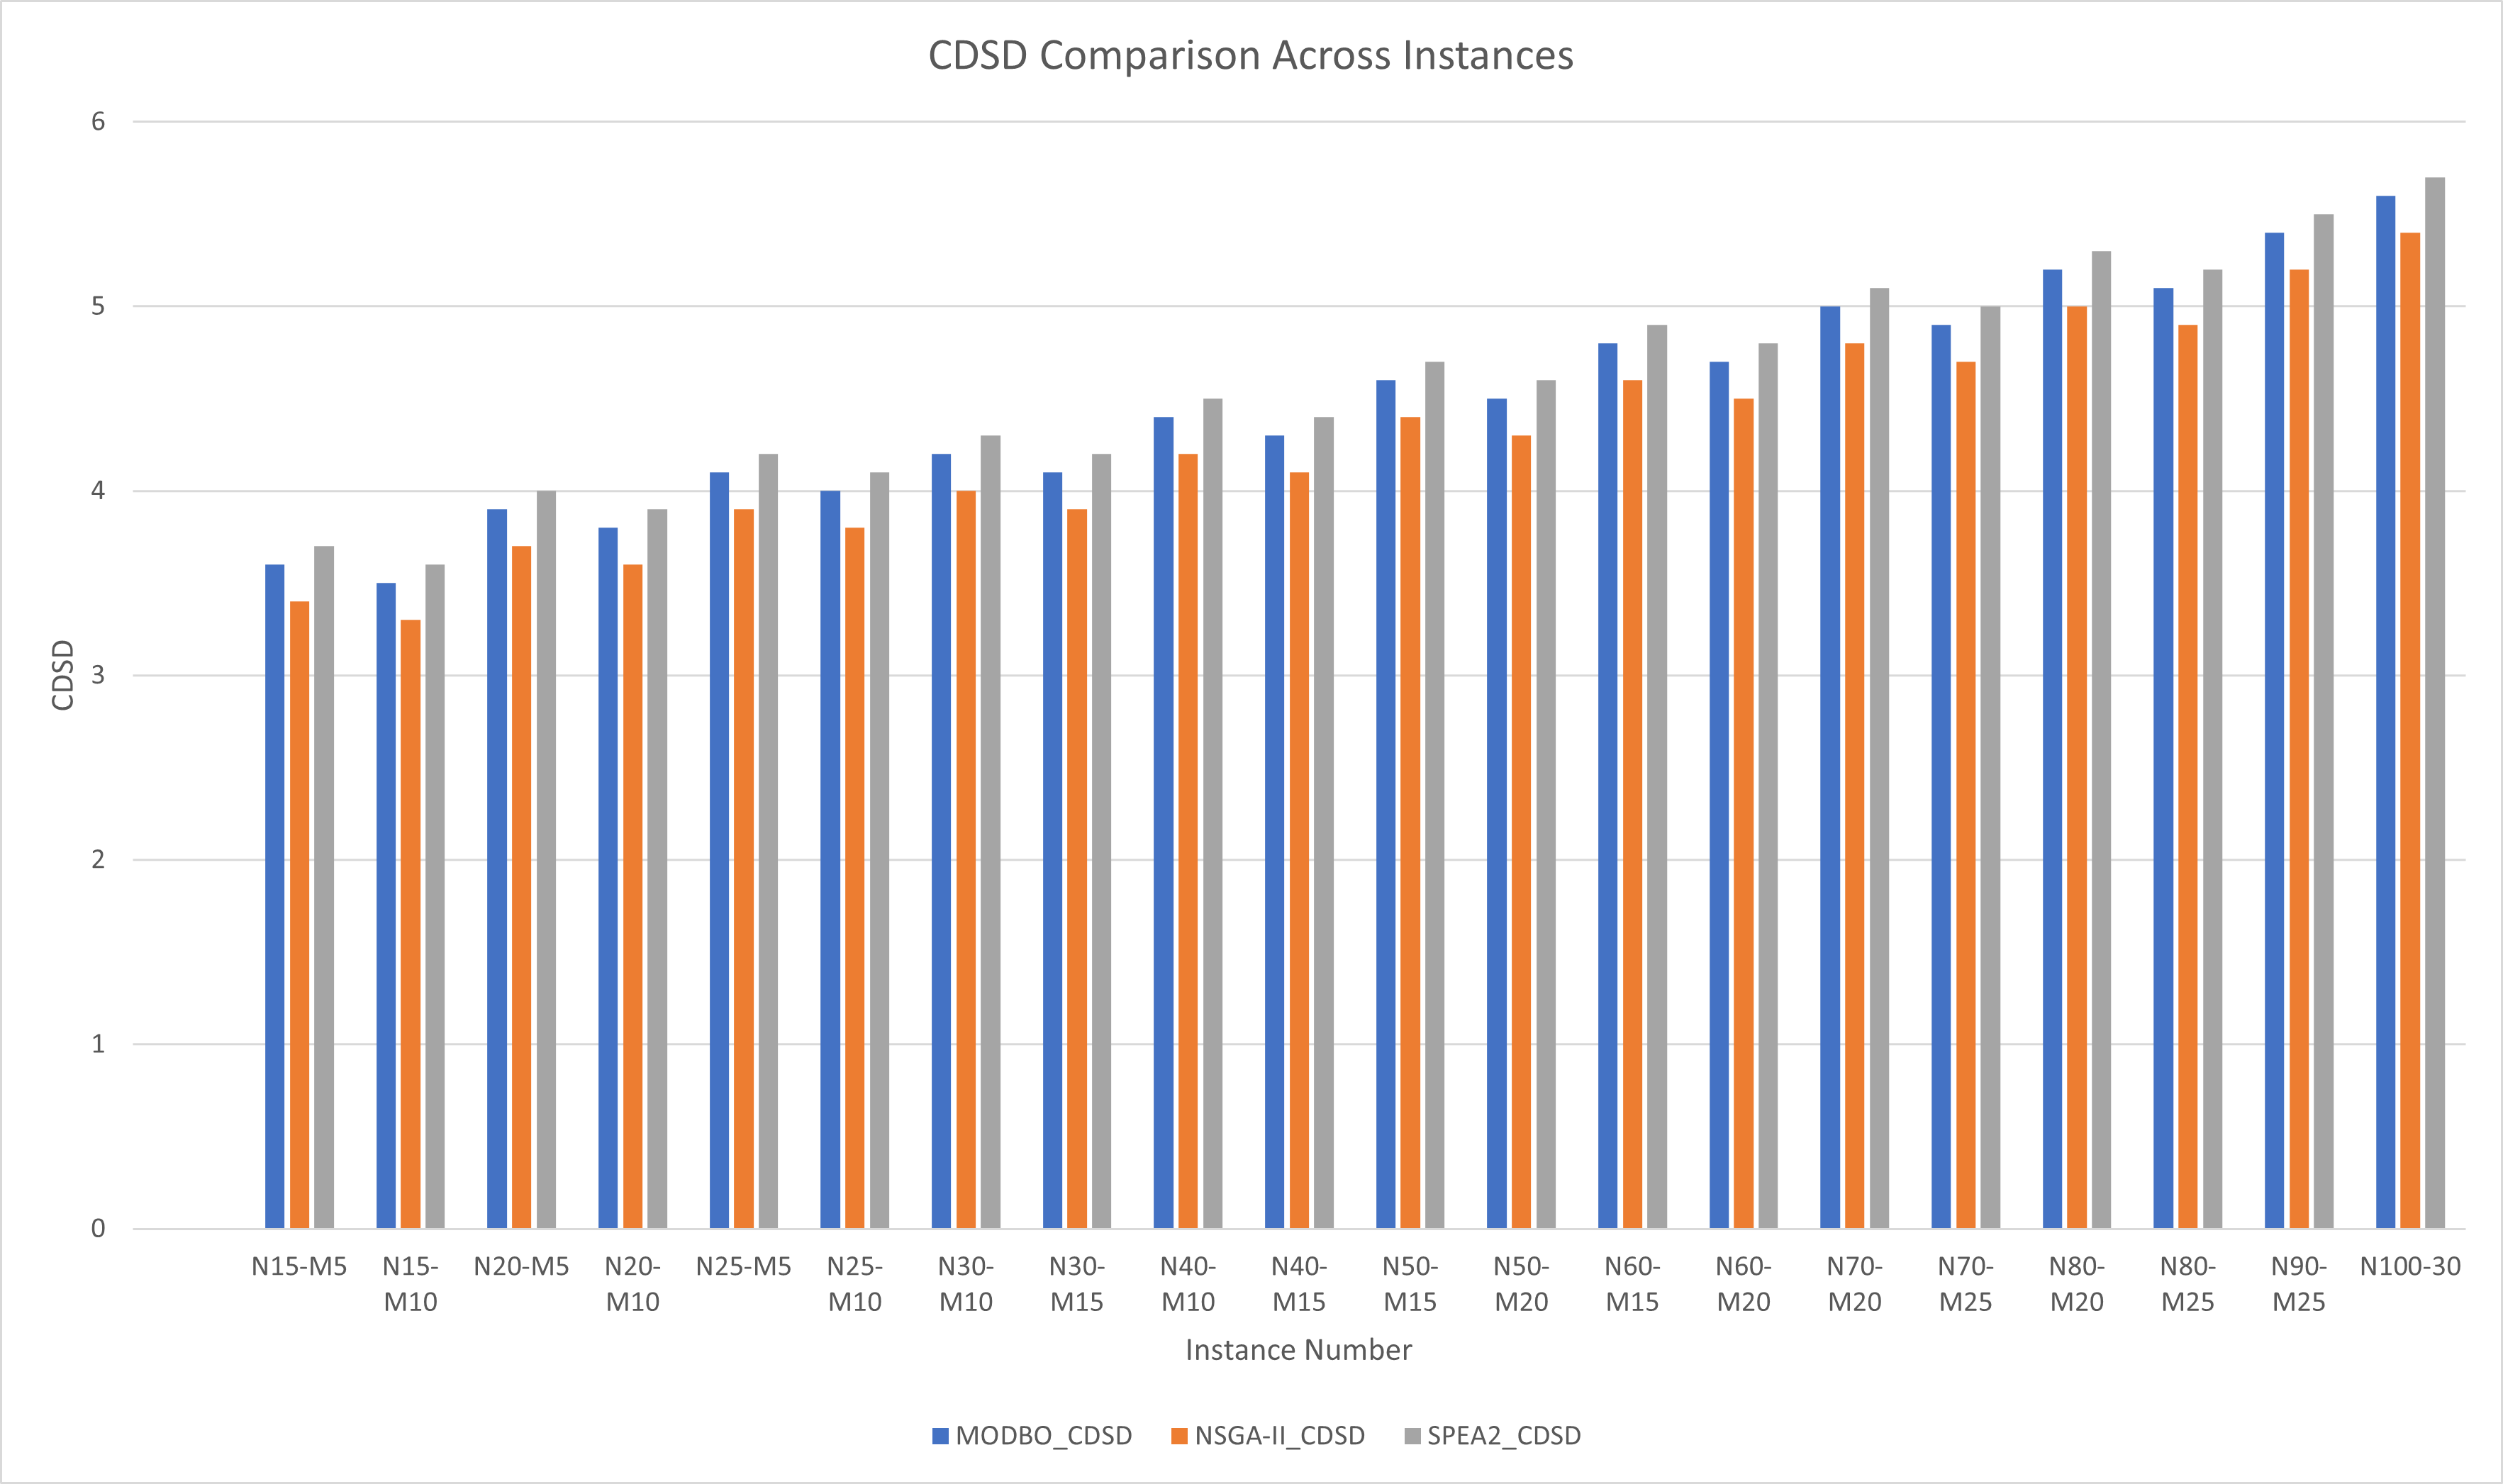 CDSD Comparison Across Instances
6
5
4
3
2
1
0
CDSD
N15-M5
N15-
M10
N20-M5
N20-
M10
N25-M5
N25-
M10
N30-
M10
N30-
M15
N40-
M10
N40-
M15
N50-
M15
N50-
M20
N60-
M15
N60-
M20
N70-
M20
N70-
M25
N80-
M20
N80-
M25
N90-
M25
N100-30
Instance Number
MODBO_CDSD
NSGA-II_CDSD
SPEA2_CDSD